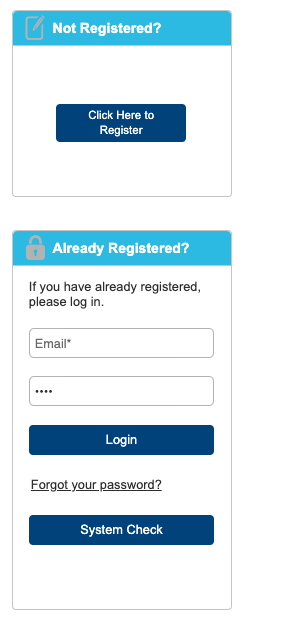 Not Registered?
Click Here to
Register
Already Registered?
If you have already registered,
please log in.
Email*
••••
Login
Forgot your password?
System Check